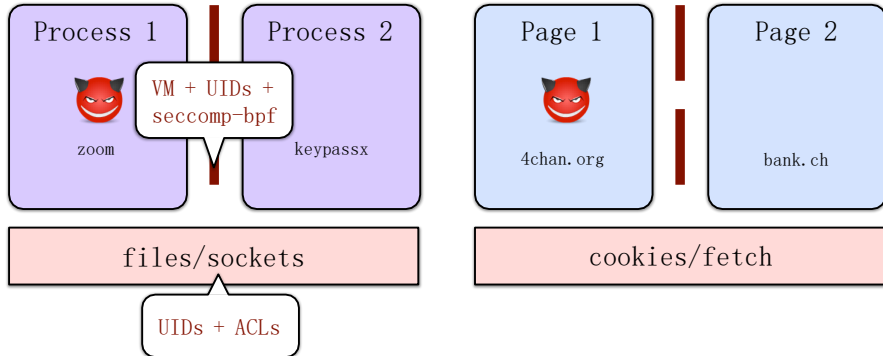 Process 1
Process 2
VM + UIDs +
seccomp-bpf
zoom
keypassx
files/sockets
UIDs + ACLs
Page 1
Page 2
4chan.org
bank.ch
cookies/fetch